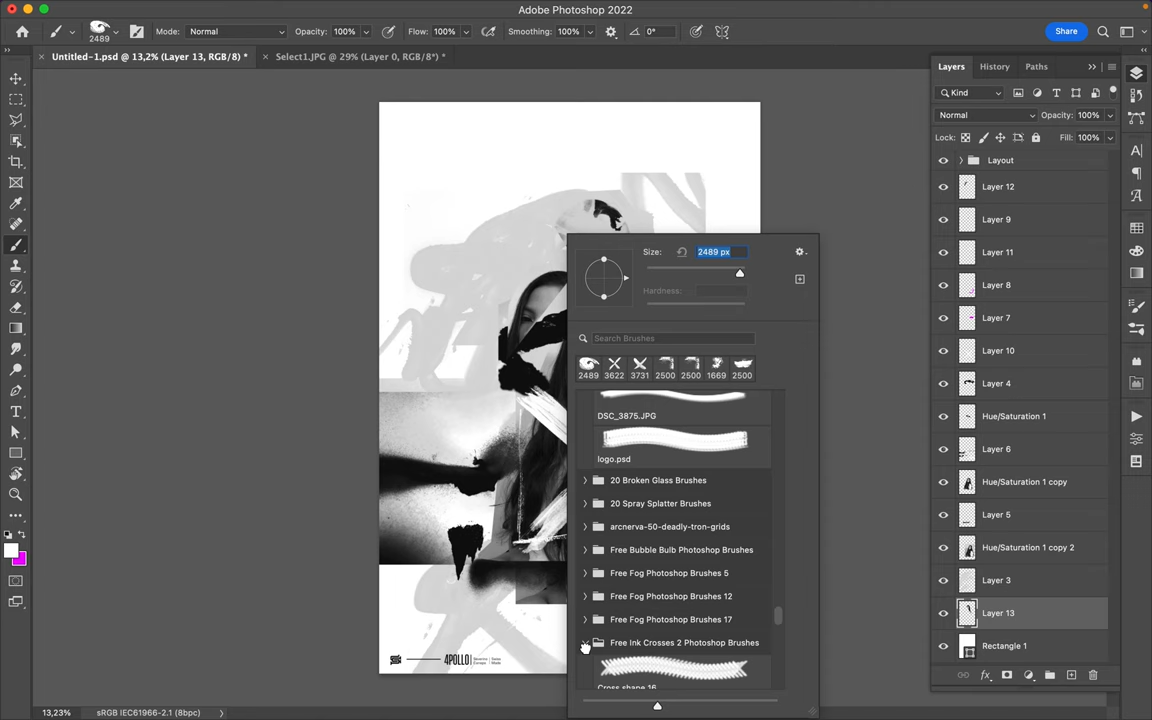 Adobe Photoshop 2022
2489
Mode: Normal
Opacity: 100%
Flow: 100%
Smoothing: 100%
0°
Share
Untitled-1.psd @ 13,2% (Layer 13, RGB/8) *
Select1.JPG @ 29% (Layer 0, RGB/8*) *
Layers
History
Paths
Kind
Normal
Opacity: 100%
Lock:
Fill: 100%
Layout
Layer 12
Layer 9
Layer 11
Layer 8
Layer 7
Layer 10
Layer 4
Hue/Saturation 1
Layer 6
Hue/Saturation 1 copy
Layer 5
Hue/Saturation 1 copy 2
Layer 3
Layer 13
Rectangle 1
Size:
2489 px
Hardness:
Search Brushes
2489 3622 3731 2500 2500 1669 2500
DSC_3875.JPG
logo.psd
20 Broken Glass Brushes
20 Spray Splatter Brushes
arcnerva-50-deadly-tron-grids
Free Bubble Bulb Photoshop Brushes
Free Fog Photoshop Brushes 5
Free Fog Photoshop Brushes 12
Free Fog Photoshop Brushes 17
Free Ink Crosses 2 Photoshop Brushes
Cross shape 16
4POLLO
13,23%
sRGB IEC61966-2.1 (8bpc)